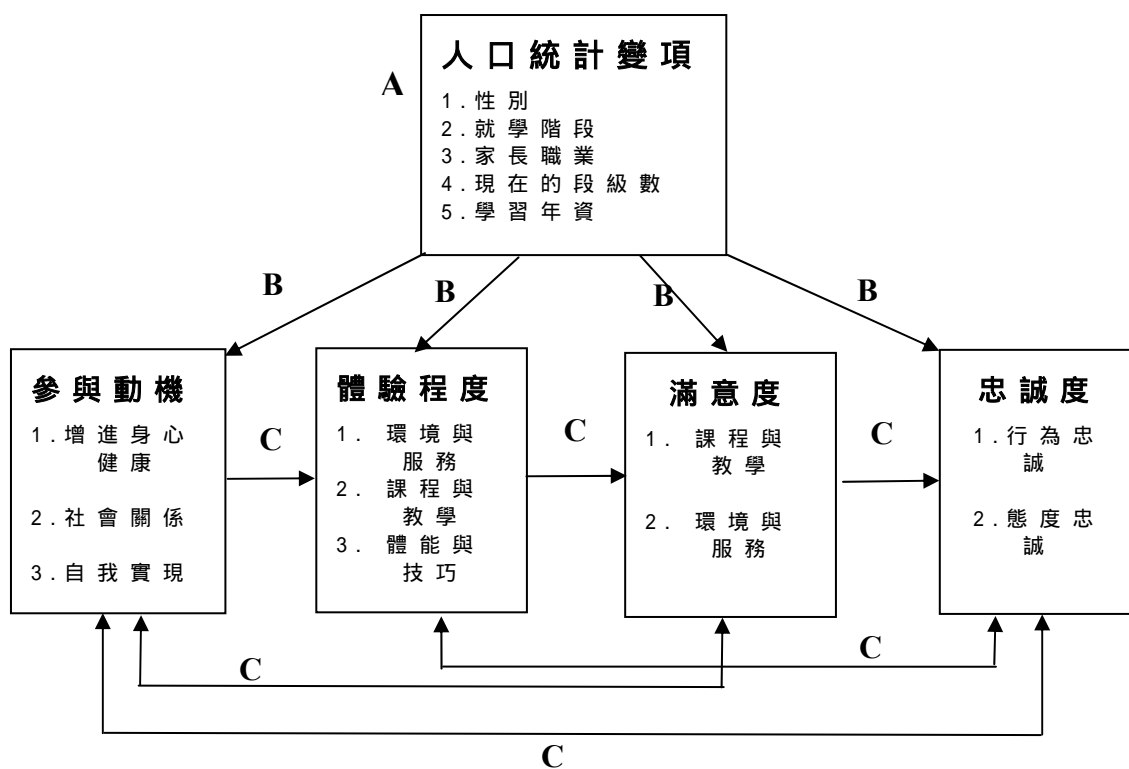 人口統計變項
A
1.性別
2.就學階段
3.家長職業
4.現在的段級數
5.學習年資
B
B
B
B
參與動機
1.增進身心
健康
2.社會關係
3.自我實現
C
體驗程度
1. 環境與
服務
2. 課程與
教學
3. 體能與
技巧
C
滿意度
1. 課程與
教學
2. 環境與
服務
C
忠誠度
1.行為忠
誠
2.態度忠
誠
C
C
C